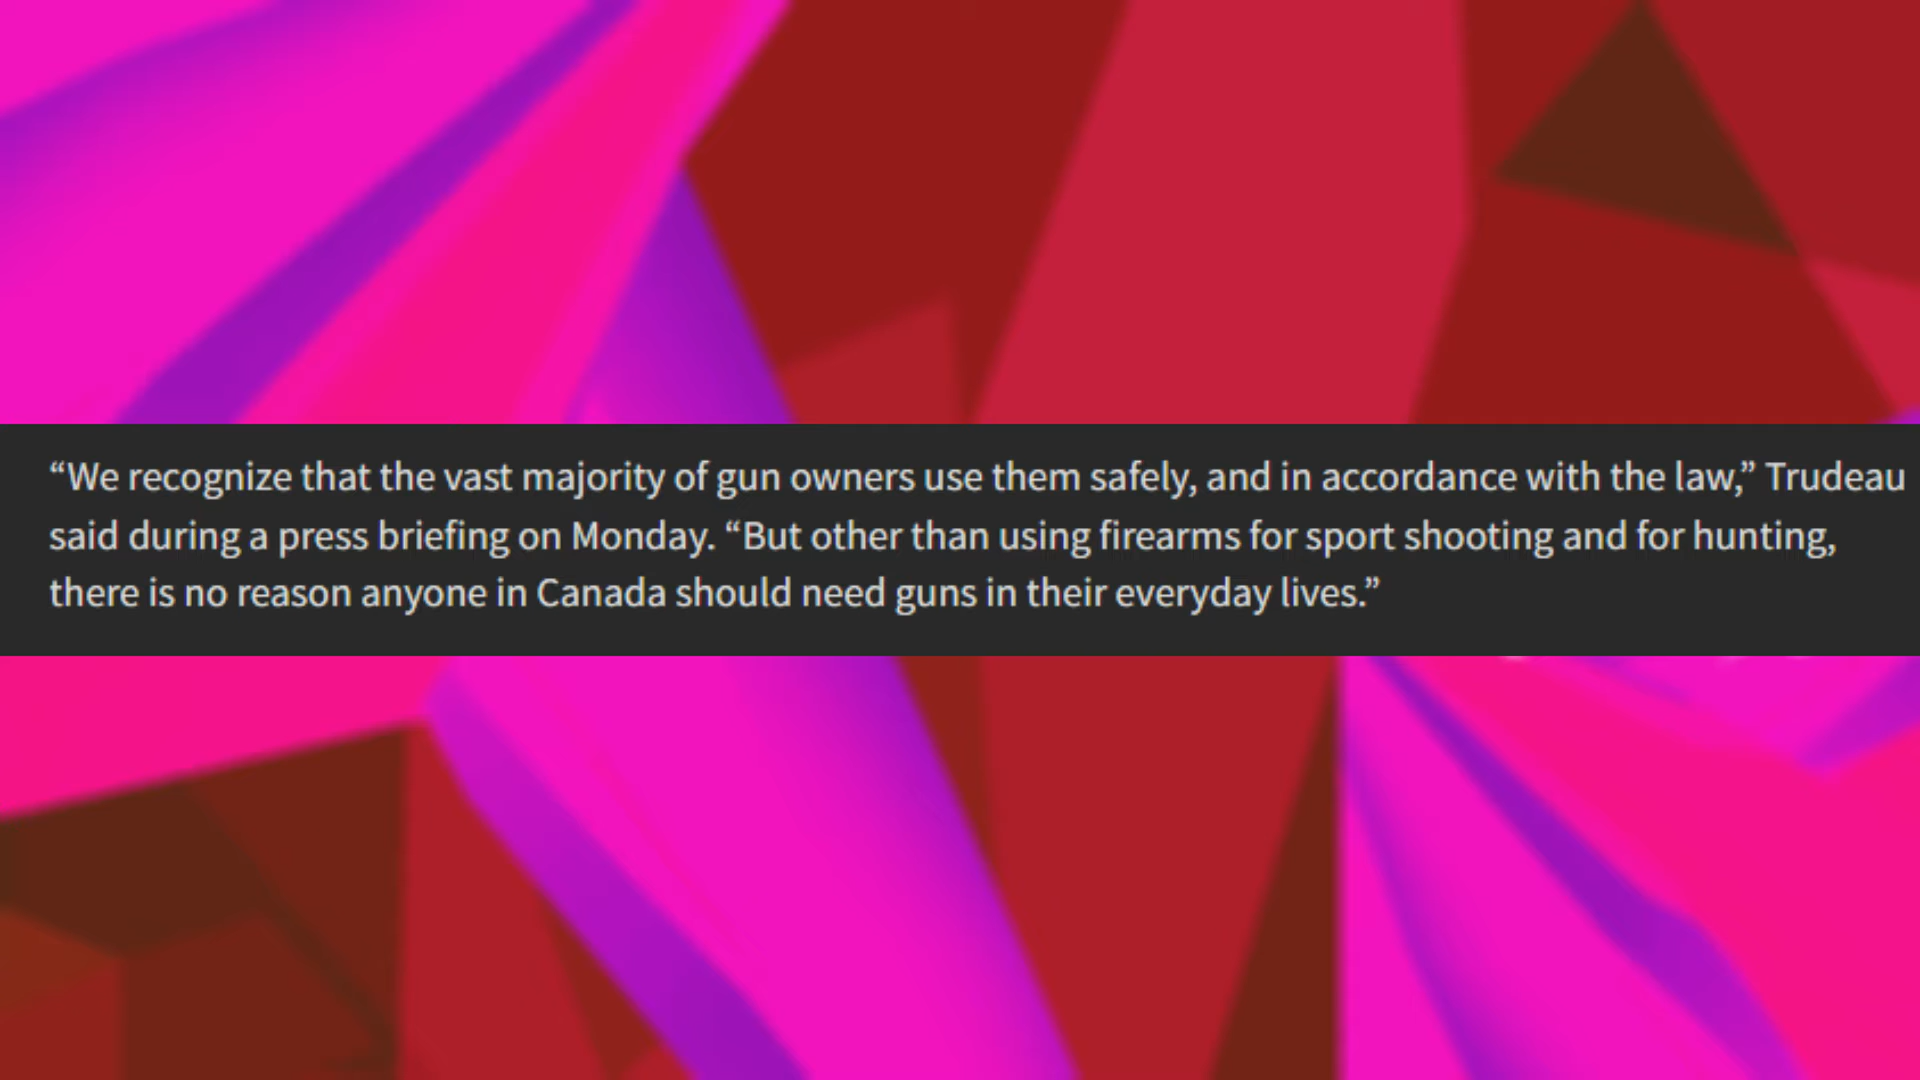 “We recognize that the vast majority of gun owners use them safely, and in accordance with the law,” Trudeau
said during a press briefing on Monday. “But other than using firearms for sport shooting and for hunting,
there is no reason anyone in Canada should need guns in their everyday lives.”